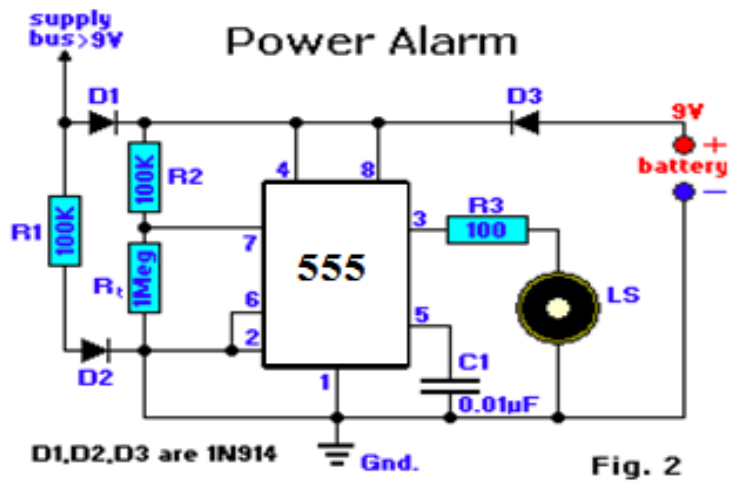 supply
bus>9V
Power Alarm
D1
D3
9V
+
battery
−
4
8
R2
100K
R1
100K
7
3
R3
100
555
Rt
1Meg
6
LS
2
5
D2
1
C1
0.01µF
D1,D2,D3 are 1N914
Gnd.
Fig. 2